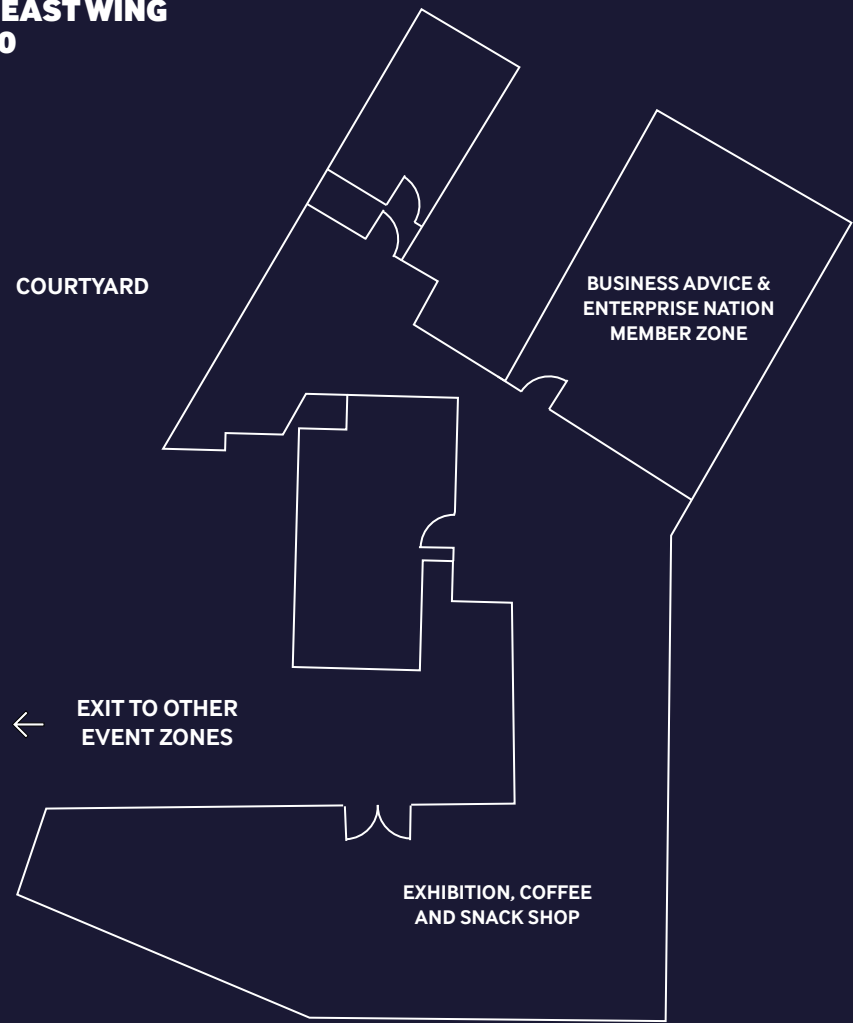 EAST WING
0
COURTYARD
BUSINESS ADVICE &
ENTERPRISE NATION
MEMBER ZONE
EXIT TO OTHER
EVENT ZONES
EXHIBITION, COFFEE
AND SNACK SHOP